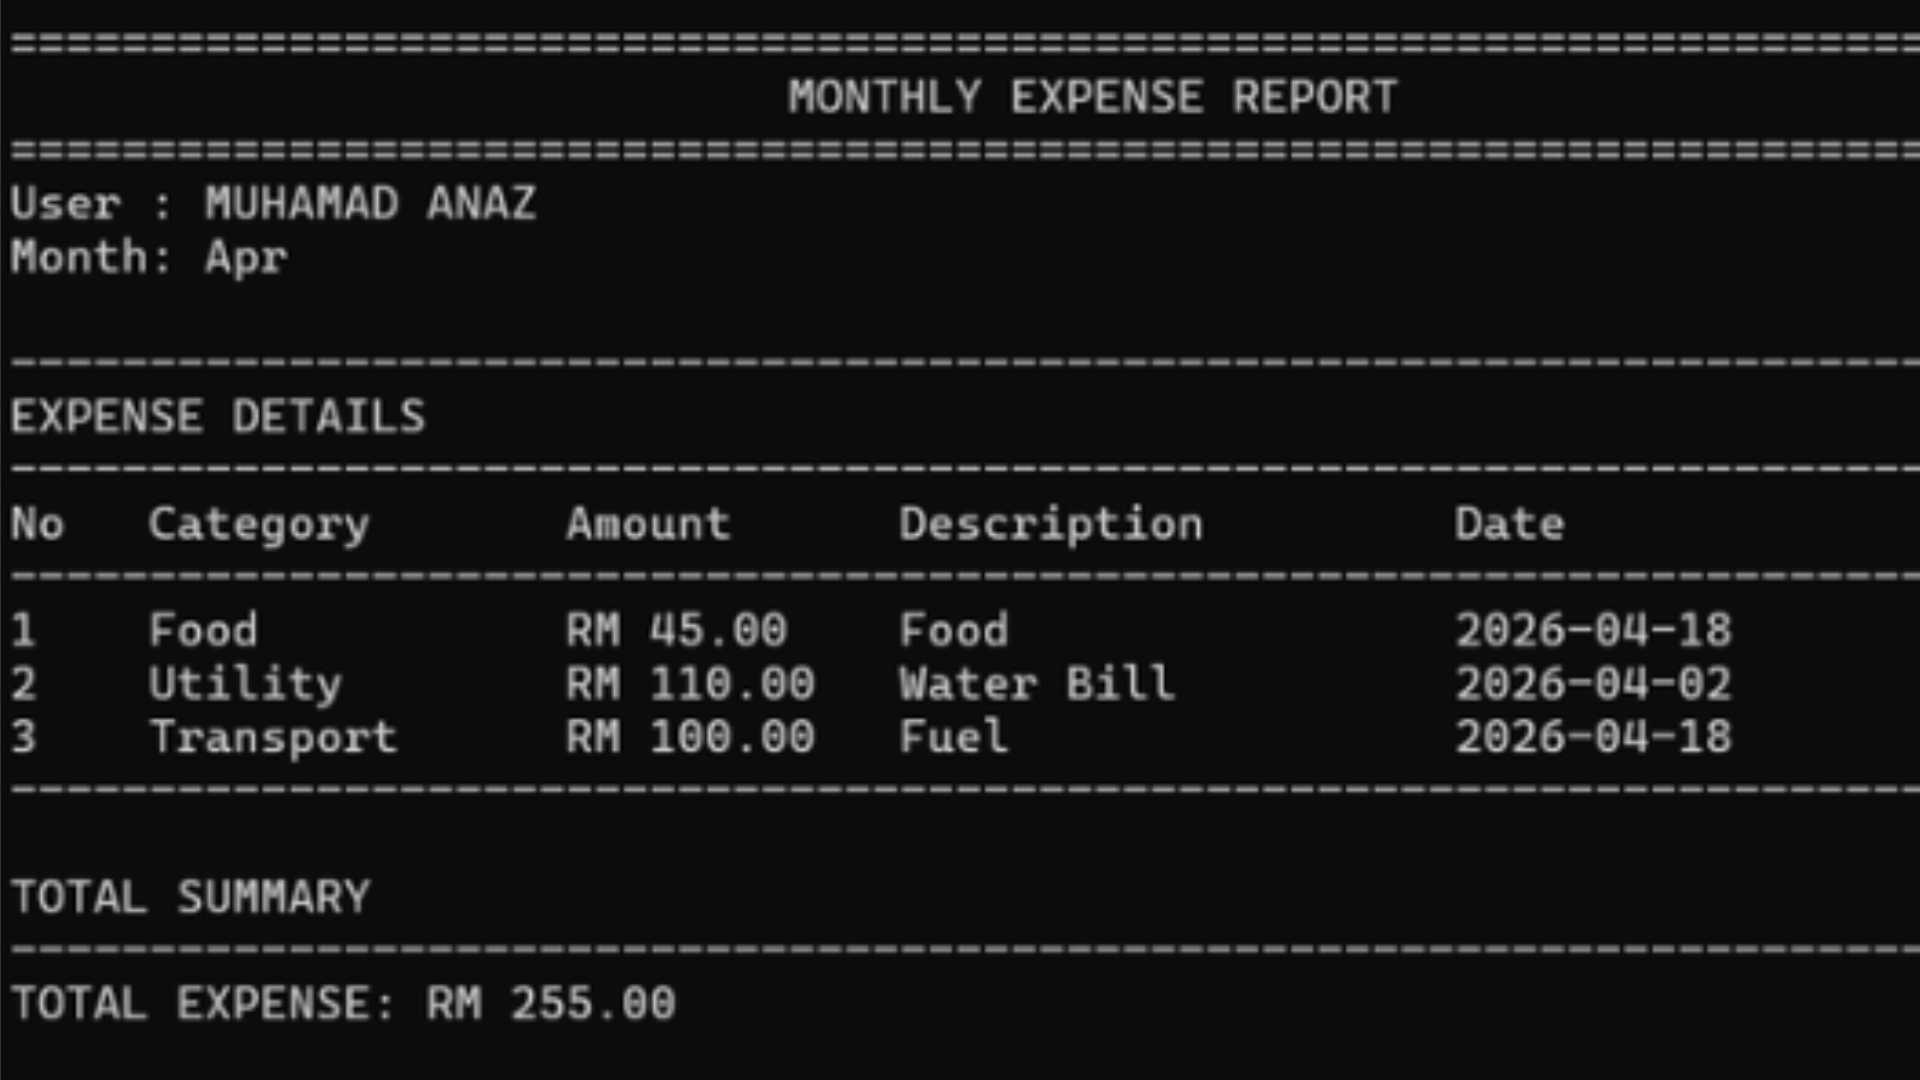 ====================================================================
MONTHLY EXPENSE REPORT
====================================================================
User : MUHAMAD ANAZ
Month: Apr
--------------------------------------------------------------------
EXPENSE DETAILS
--------------------------------------------------------------------
No   Category       Amount      Description         Date
--------------------------------------------------------------------
1    Food           RM 45.00    Food                2026-04-18
2    Utility        RM 110.00   Water Bill          2026-04-02
3    Transport      RM 100.00   Fuel                2026-04-18
--------------------------------------------------------------------
TOTAL SUMMARY
--------------------------------------------------------------------
TOTAL EXPENSE: RM 255.00